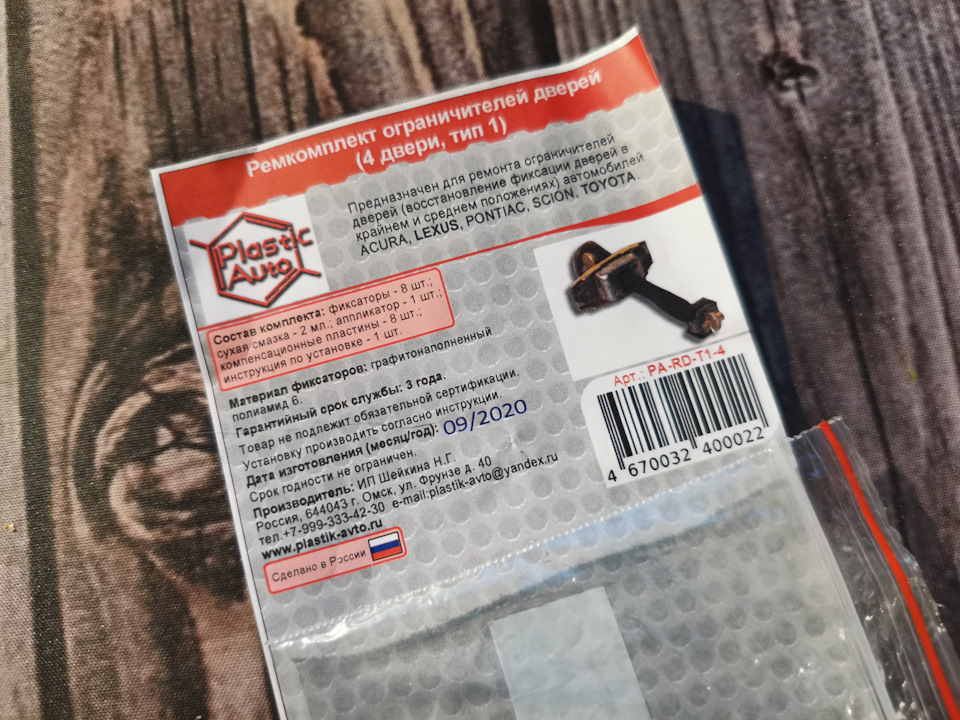 Ремкомплект ограничителей дверей
(4 двери, тип 1)
Предназначен для ремонта ограничителей
дверей (восстановление фиксации дверей в
крайнем и среднем положениях) автомобилей
ACURA, LEXUS, PONTIAC, SCION, TOYOTA.
Plastic
Auto
Состав комплекта: фиксаторы - 8 шт.;
сухая смазка - 2 мл.; аппликатор - 1 шт.;
компенсационные пластины - 8 шт.;
инструкция по установке - 1 шт.
Материал фиксаторов: графитонаполненный
полиамид 6.
Гарантийный срок службы: 3 года.
Товар не подлежит обязательной сертификации.
Установку производить согласно инструкции.
Дата изготовления (месяц/год): 09/2020
Срок годности не ограничен.
Производитель: ИП Шейкина Н.Г.
Россия, 644043 г. Омск, ул. Фрунзе д. 40
тел.+7-999-333-42-30 e-mail:plastik-avto@yandex.ru
www.plastik-avto.ru
Сделано в России
Арт.: PA-RD-T1-4
4 670032 400022